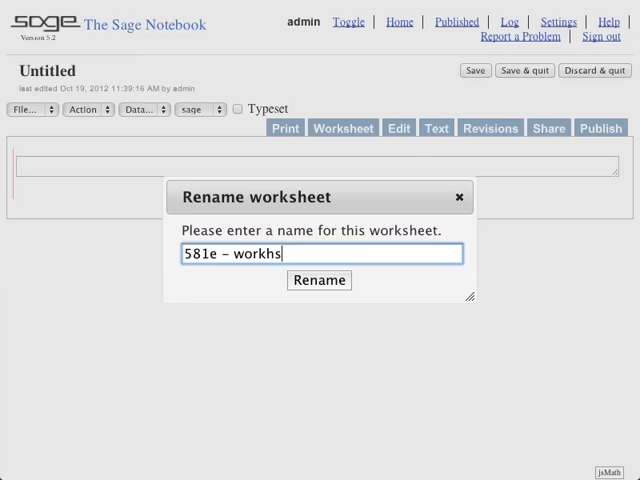 sage The Sage Notebook
Version 5.2
admin Toggle Home Published Log Settings Help
Report a Problem Sign out
Untitled
last edited Oct 19, 2012 11:39:16 AM by admin
Save Save & quit Discard & quit
File... Action Data... sage Typeset
Print Worksheet Edit Text Revisions Share Publish
Rename worksheet
Please enter a name for this worksheet.
581e - workhs
Rename
jsMath